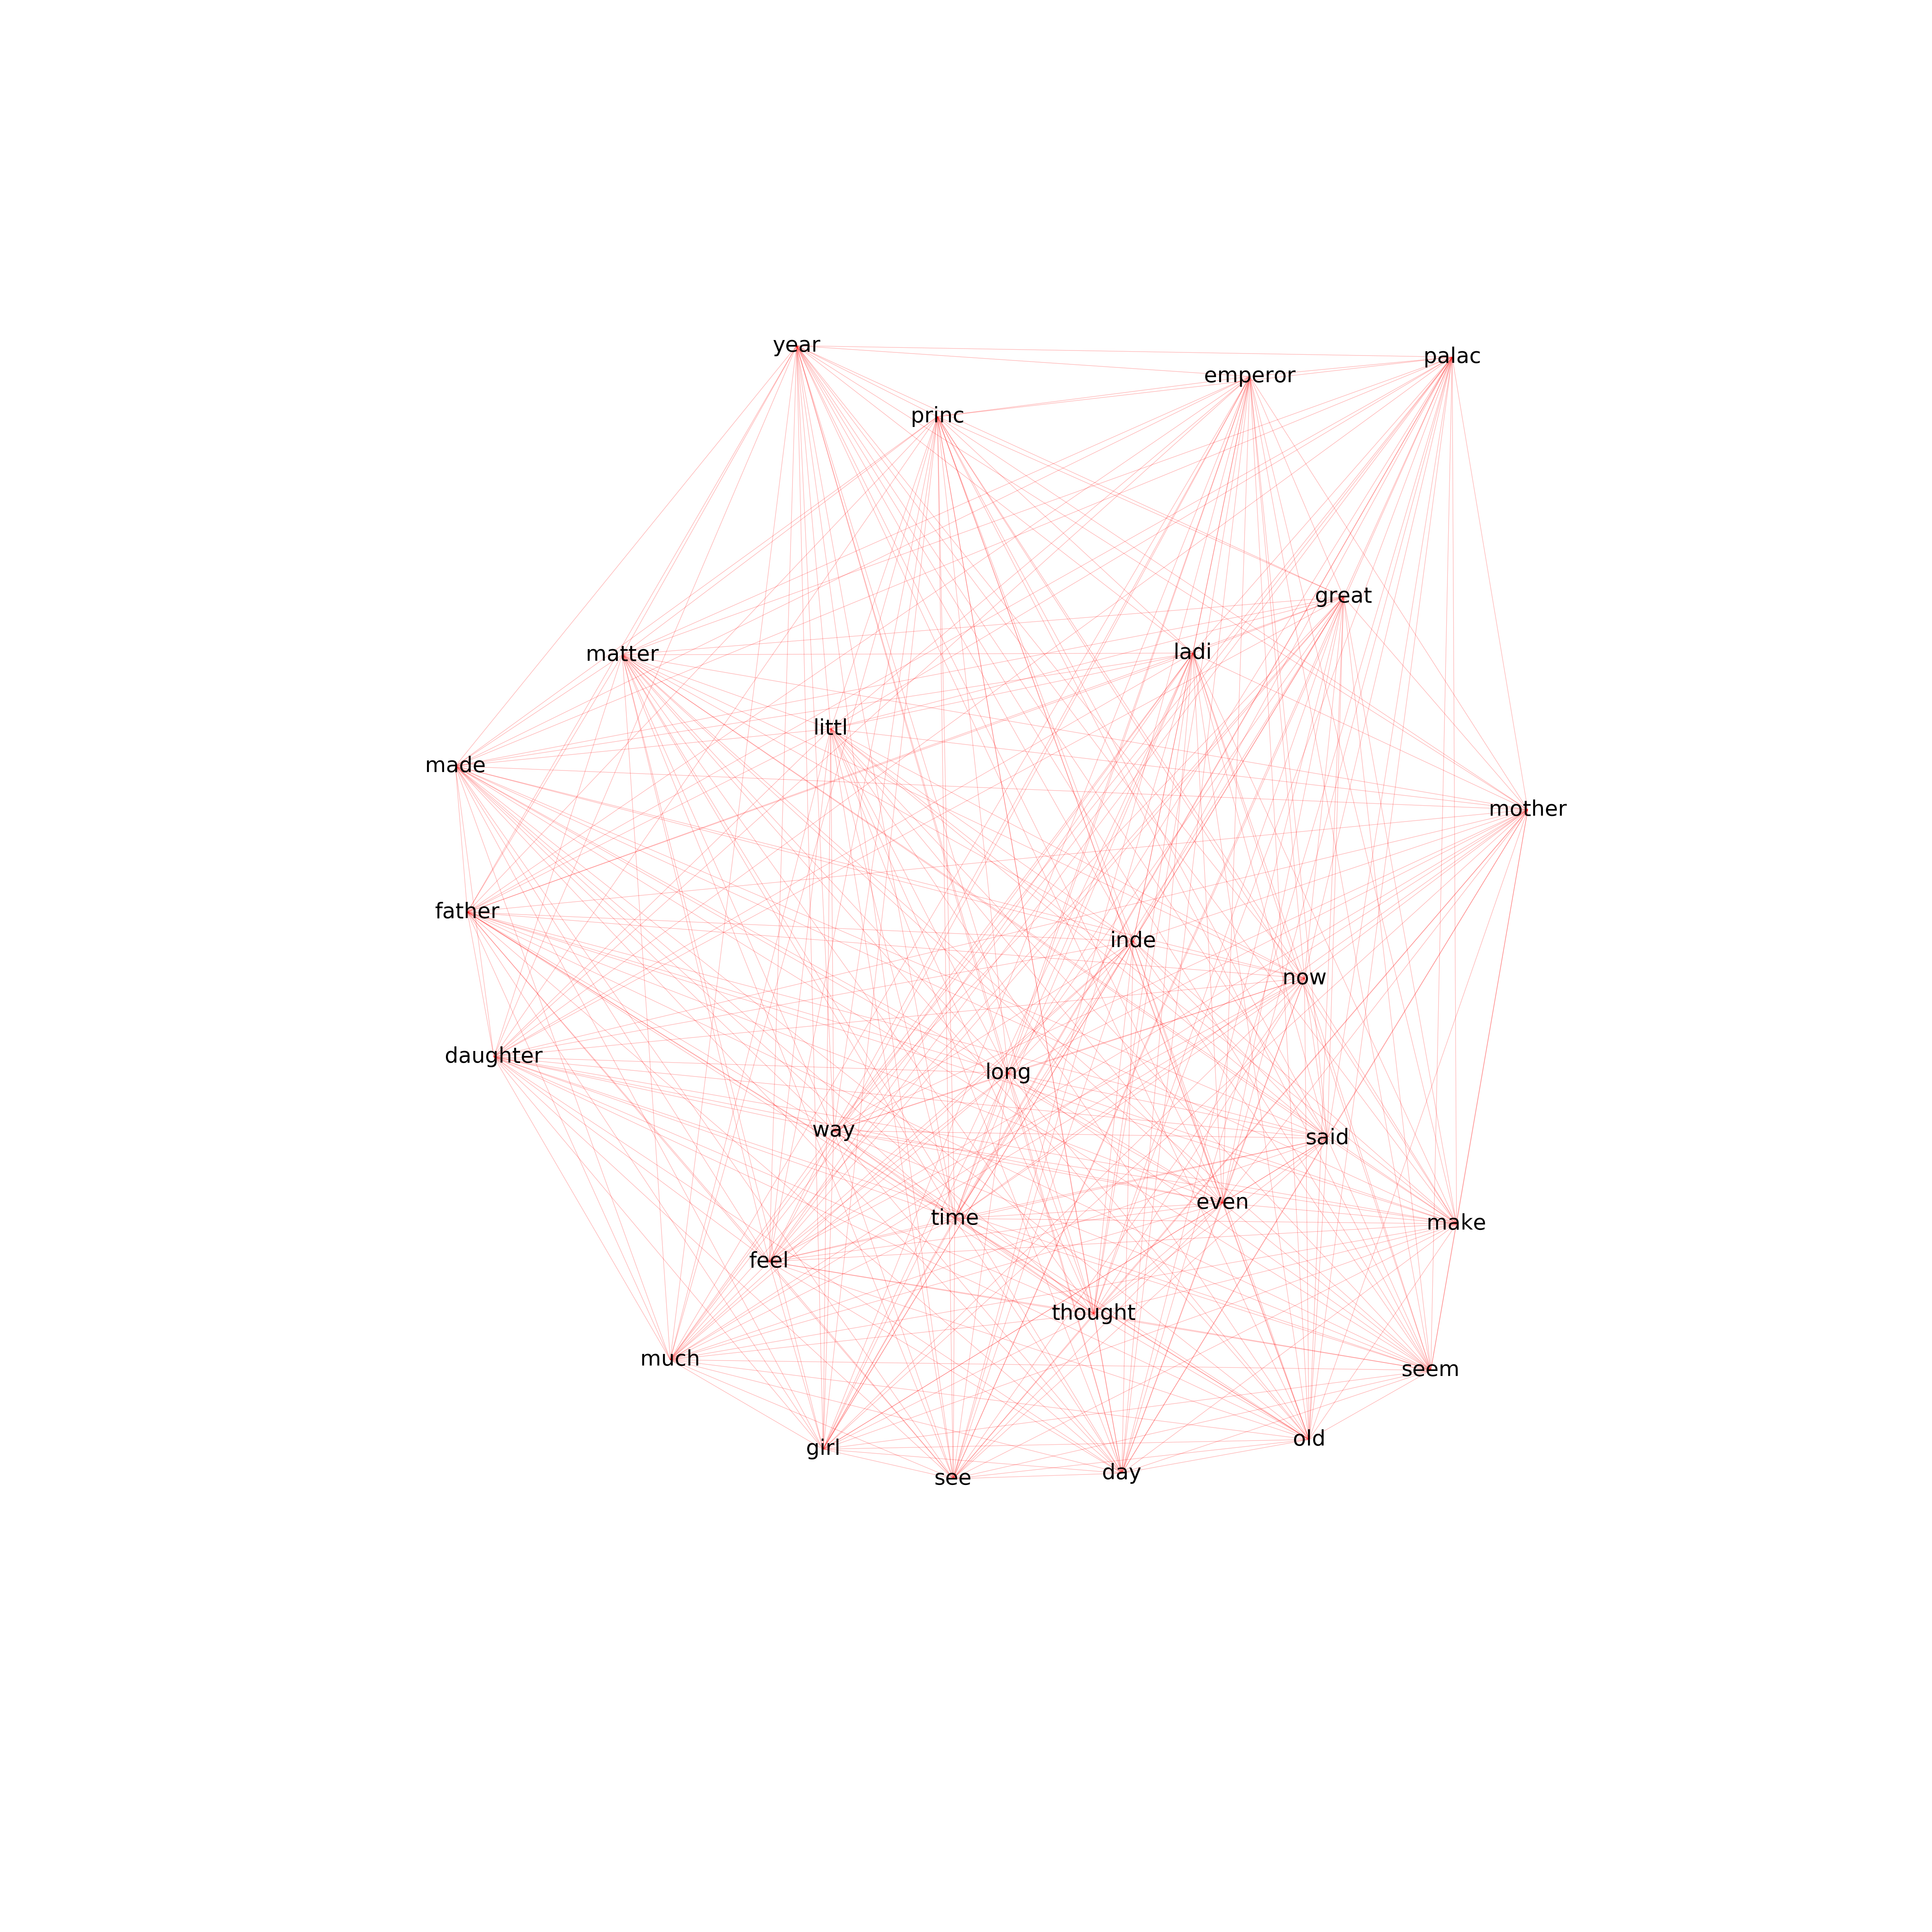 year
palac
emperor
princ
great
ladi
matter
littl
made
mother
father
inde
now
daughter
long
way
said
even
time
make
feel
thought
much
seem
old
girl
day
see